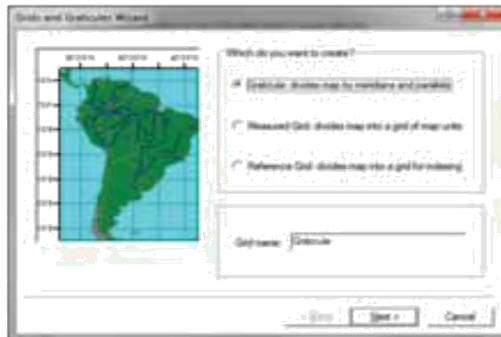 Grids and Graticules Wizard
Which do you want to create?
Graticule: divides map by meridians and parallels
Measured Grid: divides map into a grid of map units
Reference Grid: divides map into a grid for indexing
Grid name: Graticule
< Back Next > Cancel